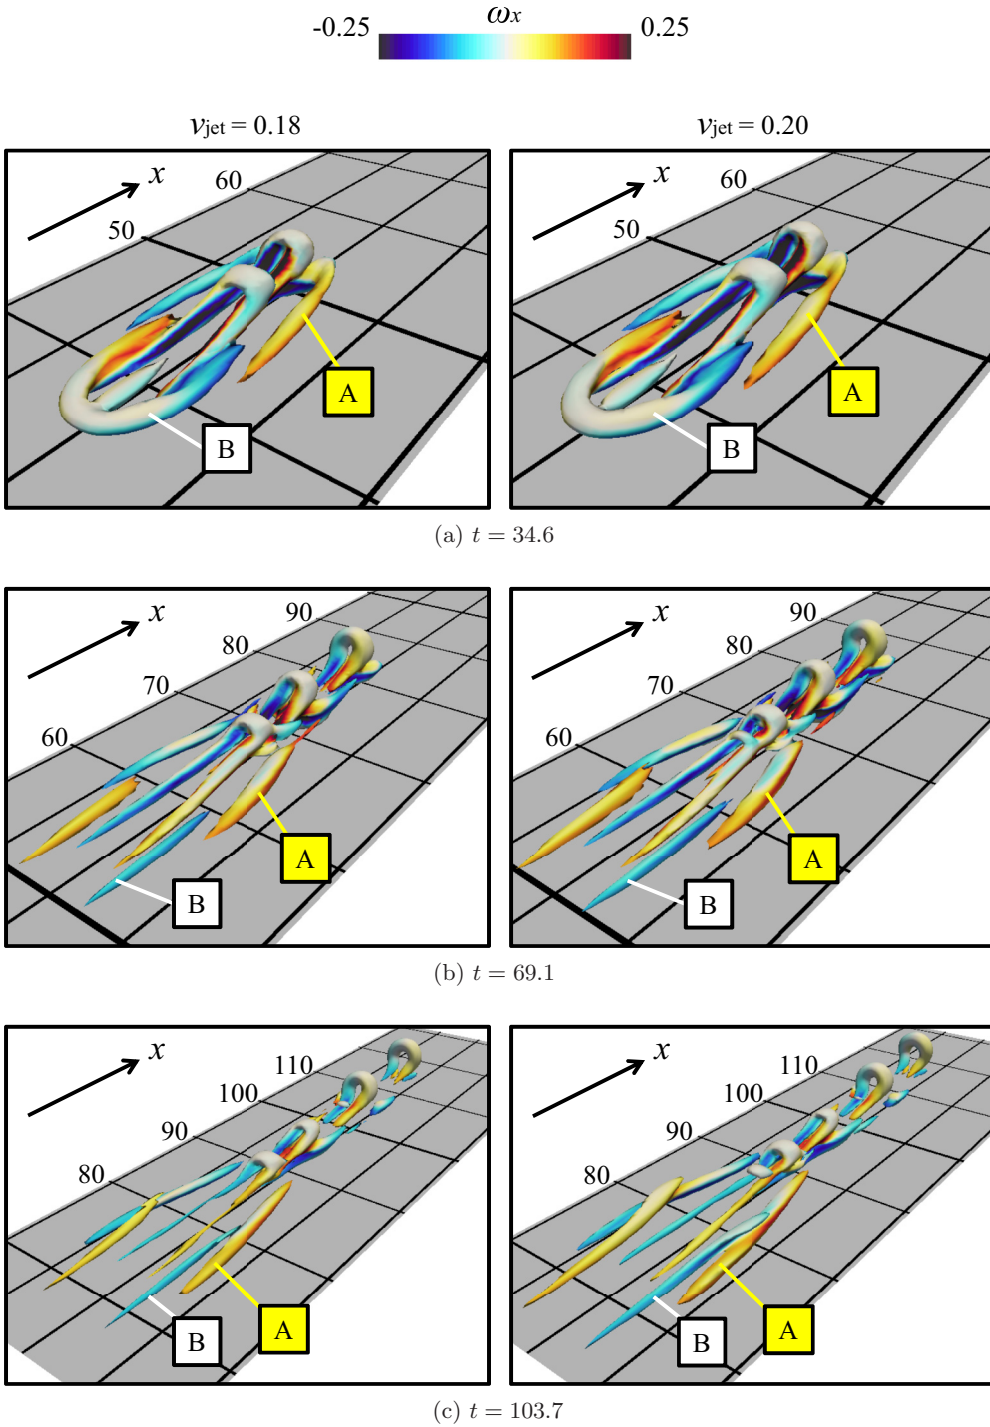 ωx
-0.25 0.25
vjet = 0.18 vjet = 0.20
x 60 50 A B
x 60 50 A B
(a) t = 34.6
x 90 80 70 60 A B
x 90 80 70 60 A B
(b) t = 69.1
x 110 100 90 80 A B
x 110 100 90 80 A B
(c) t = 103.7